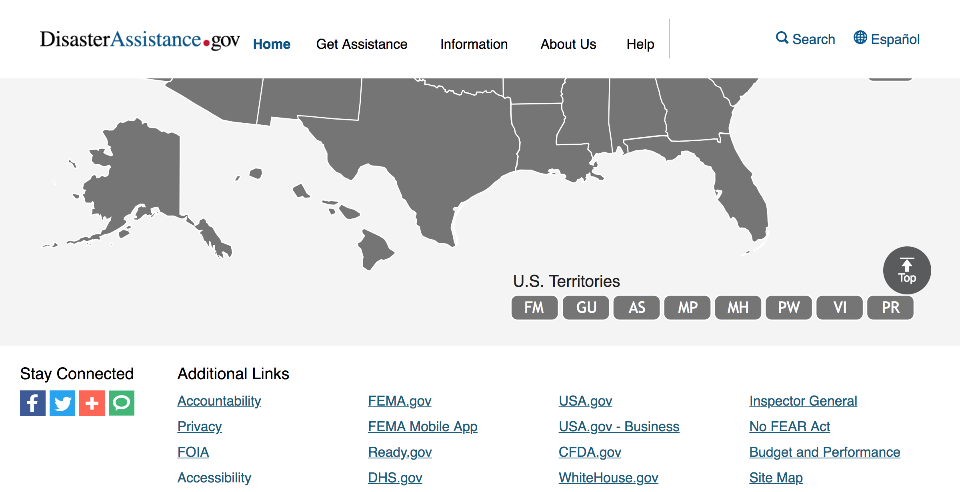 DisasterAssistance.gov Home Get Assistance Information About Us Help Search Español
Top
U.S. Territories
FM GU AS MP MH PW VI PR
Stay Connected
Additional Links
Accountability FEMA.gov USA.gov Inspector General
Privacy FEMA Mobile App USA.gov - Business No FEAR Act
FOIA Ready.gov CFDA.gov Budget and Performance
Accessibility DHS.gov WhiteHouse.gov Site Map